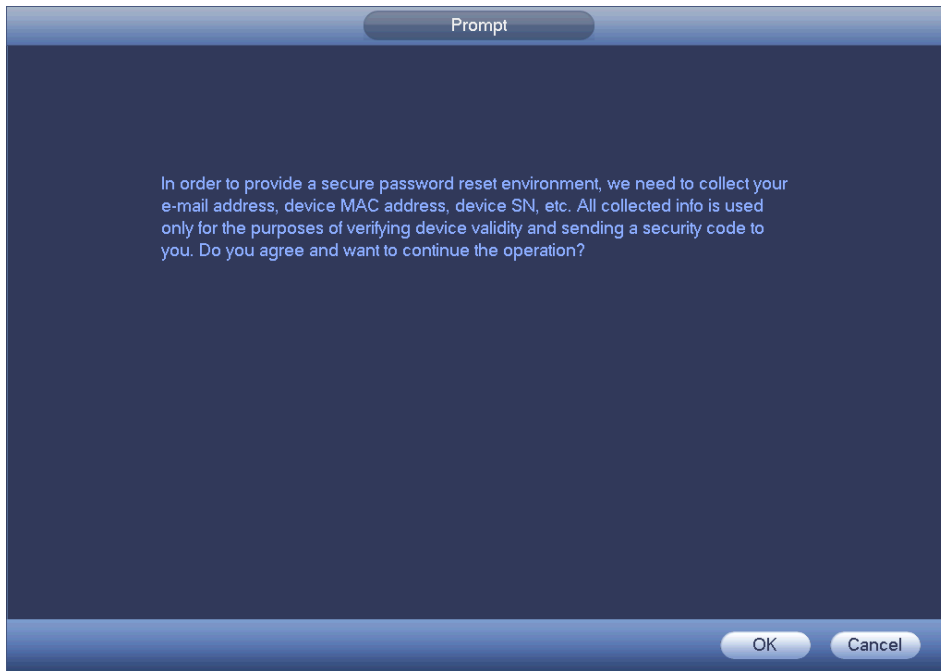 Prompt
In order to provide a secure password reset environment, we need to collect your
e-mail address, device MAC address, device SN, etc. All collected info is used
only for the purposes of verifying device validity and sending a security code to
you. Do you agree and want to continue the operation?
OK
Cancel